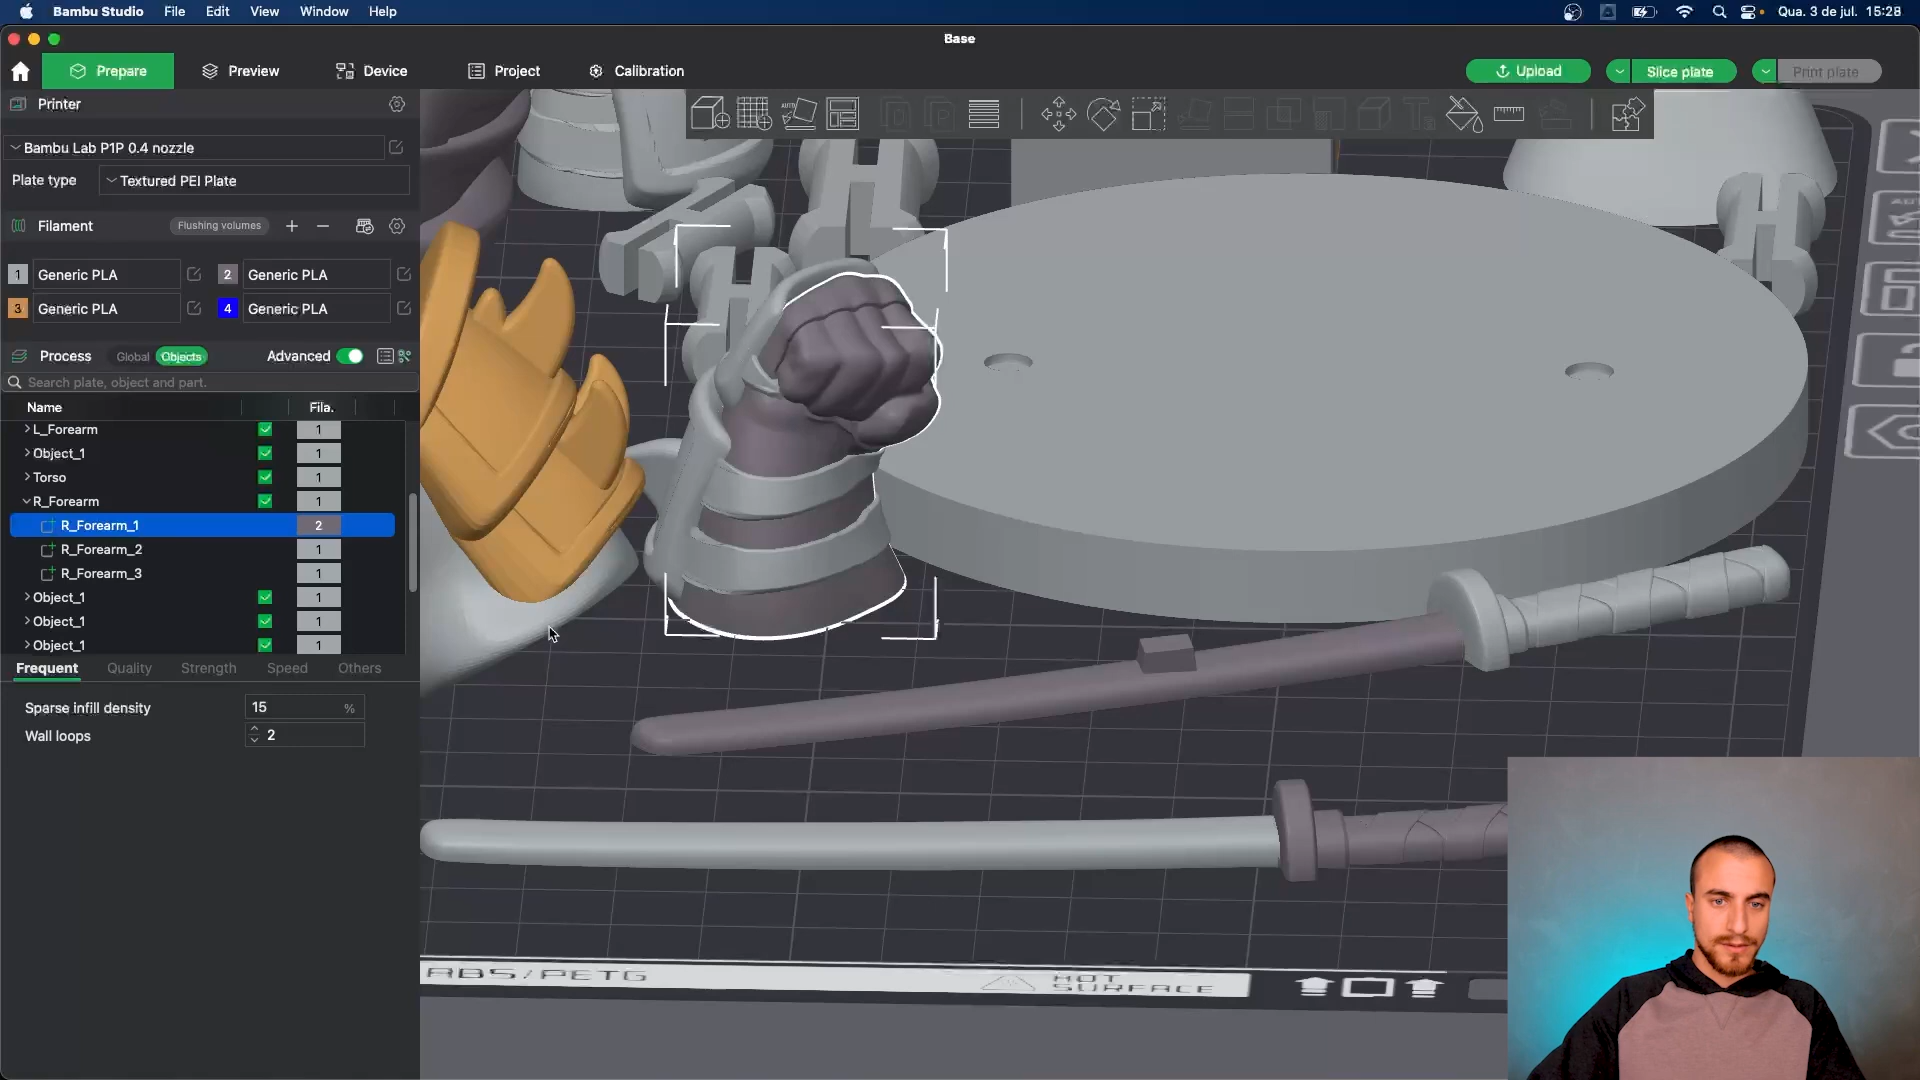 Bambu Studio File Edit View Window Help Qua. 3 de jul. 15:28
Base
Prepare Preview Device Project Calibration Upload Slice plate Print plate
Printer
Bambu Lab P1P 0.4 nozzle
Plate type Textured PEI Plate
Filament Flushing volumes + −
1 Generic PLA 2 Generic PLA
3 Generic PLA 4 Generic PLA
Process Global Objects Advanced
Search plate, object and part.
Name Fila.
L_Forearm 1
Object_1 1
Torso 1
R_Forearm 1
R_Forearm_1 2
R_Forearm_2 1
R_Forearm_3 1
Object_1 1
Object_1 1
Object_1 1
Frequent Quality Strength Speed Others
Sparse infill density 15 %
Wall loops 2
ABS/PETG
HOT
SURFACE